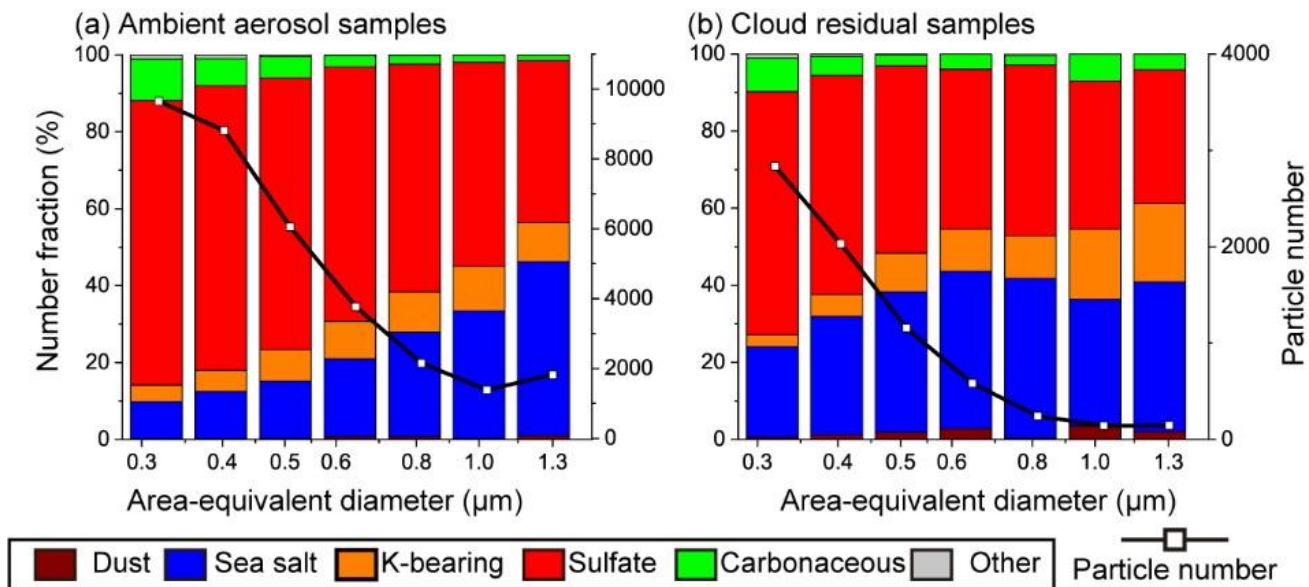 (a) Ambient aerosol samples
(b) Cloud residual samples
Number fraction (%)
100
80
60
40
20
0
10000
8000
6000
4000
2000
0
0.3 0.4 0.5 0.6 0.8 1.0 1.3
Area-equivalent diameter (µm)
100
80
60
40
20
0
4000
2000
0
Particle number
0.3 0.4 0.5 0.6 0.8 1.0 1.3
Area-equivalent diameter (µm)
Dust Sea salt K-bearing Sulfate Carbonaceous Other Particle number